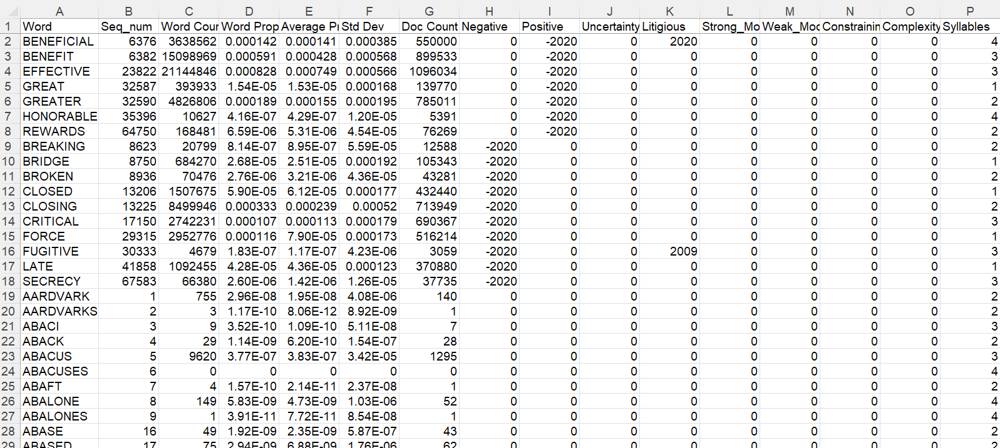 A B C D E F G H I J K L M N O P
1 Word Seq_num Word Cour Word Prop Average Pr Std Dev Doc Count Negative Positive Uncertainty Litigious Strong_Mo Weak_Moc Constrainin Complexity Syllables
2 BENEFICIAL 6376 3638562 0.000142 0.000141 0.000385 550000 0 -2020 0 2020 0 0 0 0 4
3 BENEFIT 6382 15098969 0.000591 0.000428 0.000568 899533 0 -2020 0 0 0 0 0 0 3
4 EFFECTIVE 23822 21144846 0.000828 0.000749 0.000566 1096034 0 -2020 0 0 0 0 0 0 3
5 GREAT 32587 393933 1.54E-05 1.53E-05 0.000168 139770 0 -2020 0 0 0 0 0 0 1
6 GREATER 32590 4826806 0.000189 0.000155 0.000195 785011 0 -2020 0 0 0 0 0 0 2
7 HONORABLE 35396 10627 4.16E-07 4.29E-07 1.20E-05 5391 0 -2020 0 0 0 0 0 0 4
8 REWARDS 64750 168481 6.59E-06 5.31E-06 4.54E-05 76269 0 -2020 0 0 0 0 0 0 2
9 BREAKING 8623 20799 8.14E-07 8.95E-07 5.59E-05 12588 -2020 0 0 0 0 0 0 0 2
10 BRIDGE 8750 684270 2.68E-05 2.51E-05 0.000192 105343 -2020 0 0 0 0 0 0 0 1
11 BROKEN 8936 70476 2.76E-06 3.21E-06 4.36E-05 43281 -2020 0 0 0 0 0 0 0 2
12 CLOSED 13206 1507675 5.90E-05 6.12E-05 0.000177 432440 -2020 0 0 0 0 0 0 0 1
13 CLOSING 13225 8499946 0.000333 0.000239 0.00052 713949 -2020 0 0 0 0 0 0 0 2
14 CRITICAL 17150 2742231 0.000107 0.000113 0.000179 690367 -2020 0 0 0 0 0 0 0 3
15 FORCE 29315 2952776 0.000116 7.90E-05 0.000173 516214 -2020 0 0 0 0 0 0 0 1
16 FUGITIVE 30333 4679 1.83E-07 1.17E-07 4.23E-06 3059 -2020 0 0 2009 0 0 0 0 3
17 LATE 41858 1092455 4.28E-05 4.36E-05 0.000123 370880 -2020 0 0 0 0 0 0 0 1
18 SECRECY 67583 66380 2.60E-06 1.42E-06 1.26E-05 37735 -2020 0 0 0 0 0 0 0 3
19 AARDVARK 1 755 2.96E-08 1.95E-08 4.08E-06 140 0 0 0 0 0 0 0 0 2
20 AARDVARKS 2 3 1.17E-10 8.06E-12 8.92E-09 1 0 0 0 0 0 0 0 0 2
21 ABACI 3 9 3.52E-10 1.09E-10 5.11E-08 7 0 0 0 0 0 0 0 0 3
22 ABACK 4 29 1.14E-09 6.20E-10 1.54E-07 28 0 0 0 0 0 0 0 0 2
23 ABACUS 5 9620 3.77E-07 3.83E-07 3.42E-05 1295 0 0 0 0 0 0 0 0 3
24 ABACUSES 6 0 0 0 0 0 0 0 0 0 0 0 0 0 4
25 ABAFT 7 4 1.57E-10 2.14E-11 2.37E-08 1 0 0 0 0 0 0 0 0 2
26 ABALONE 8 149 5.83E-09 4.73E-09 1.03E-06 52 0 0 0 0 0 0 0 0 4
27 ABALONES 9 1 3.91E-11 7.72E-11 8.54E-08 1 0 0 0 0 0 0 0 0 4
28 ABASE 16 49 1.92E-09 2.35E-09 5.87E-07 43 0 0 0 0 0 0 0 0 2
29 ABASED 17 75 2.94E-09 6.88E-09 1.76E-06 62 0 0 0 0 0 0 0 0 2